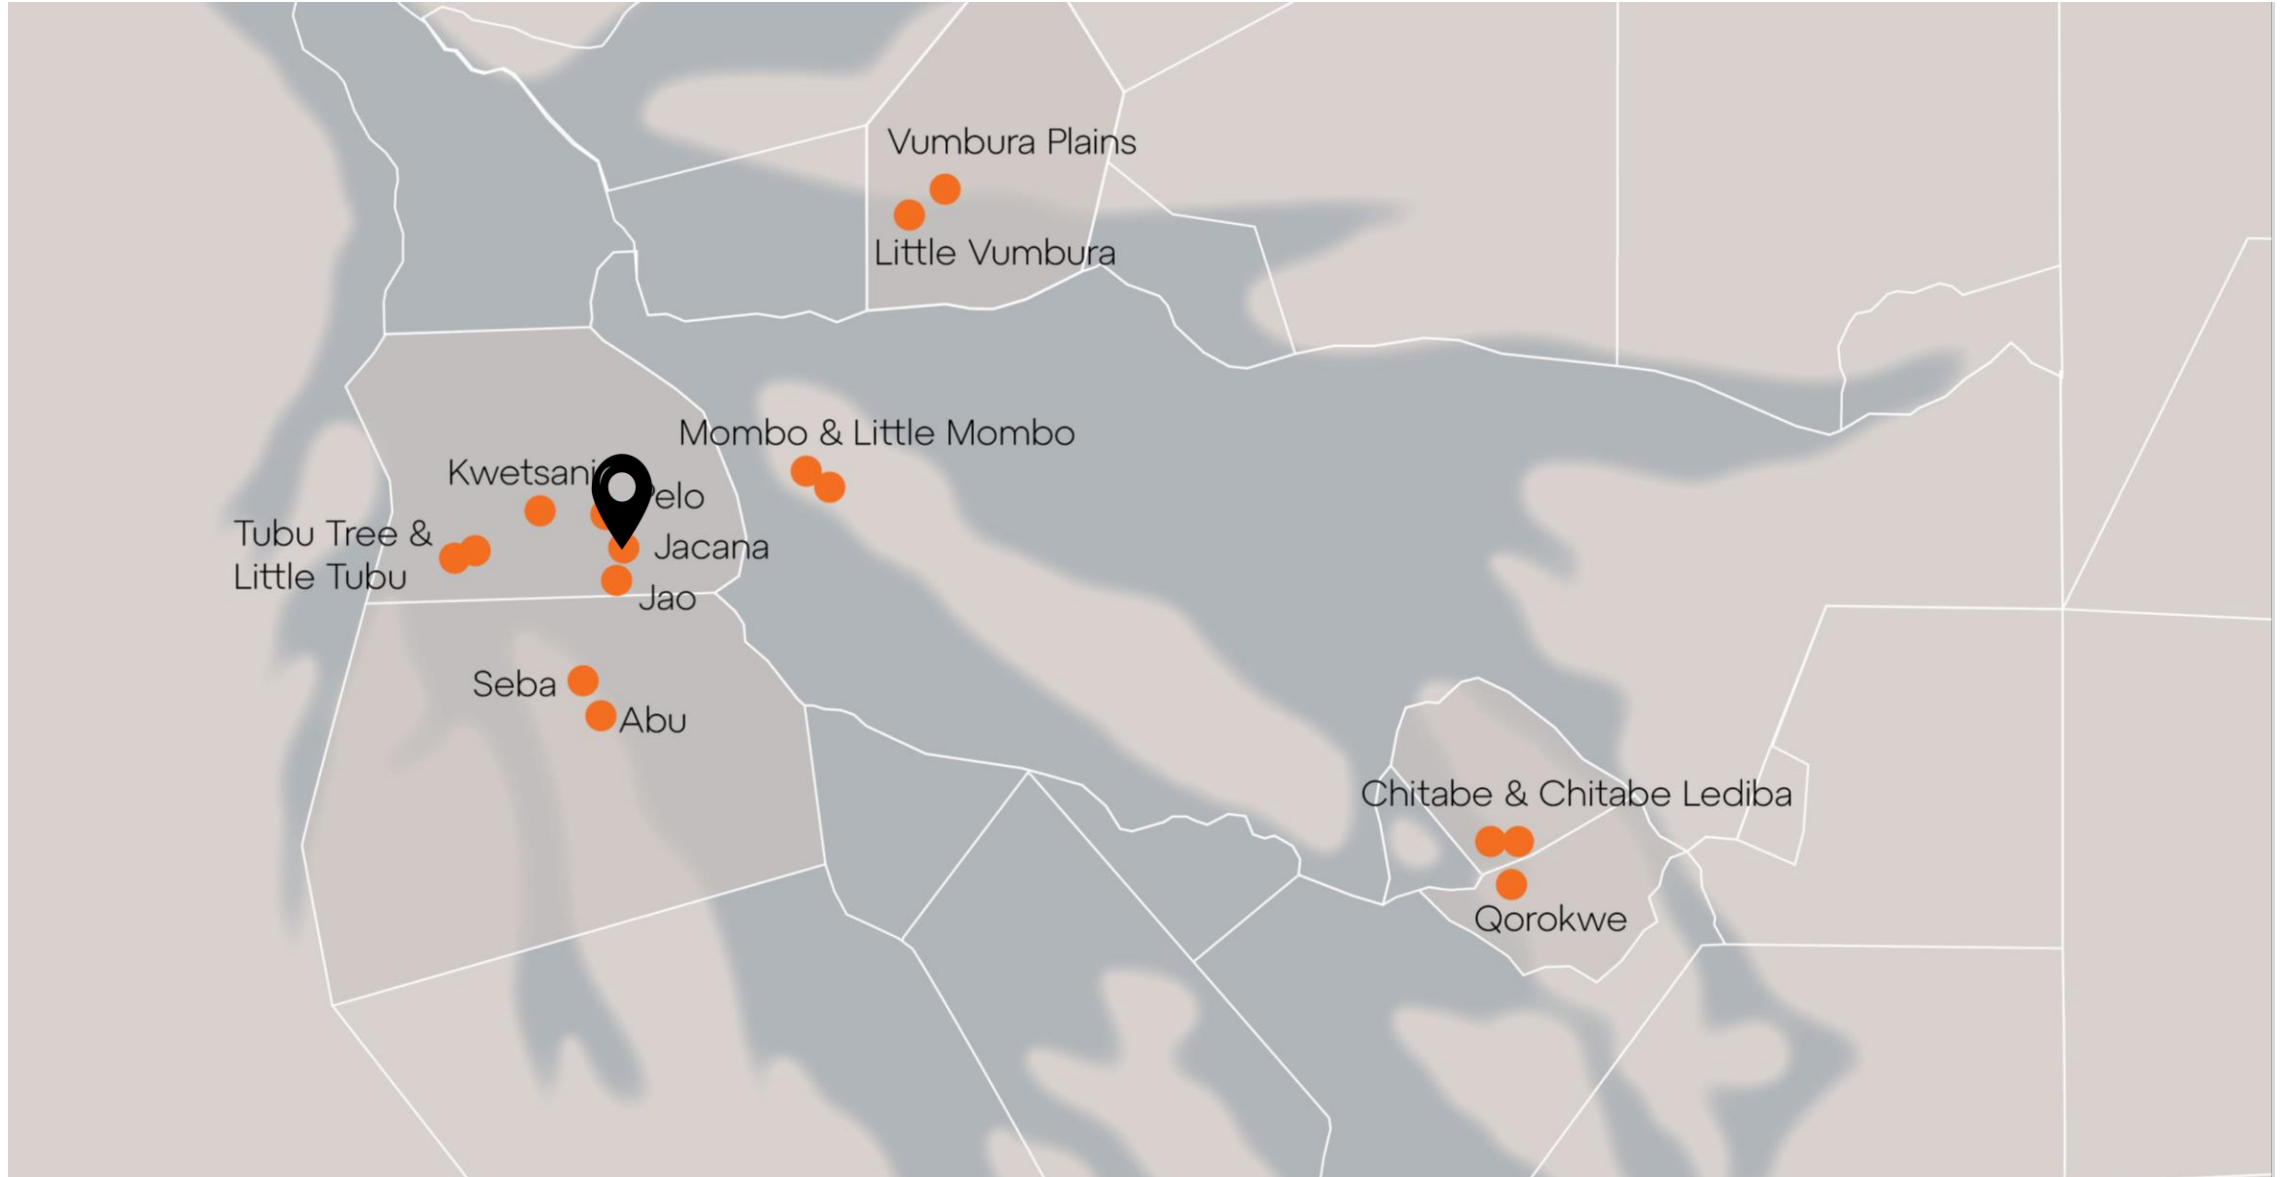 Vumbura Plains
Little Vumbura
Mombo & Little Mombo
Kwetsani
elo
Tubu Tree &
Little Tubu
Jacana
Jao
Seba
Abu
Chitabe & Chitabe Lediba
Qorokwe